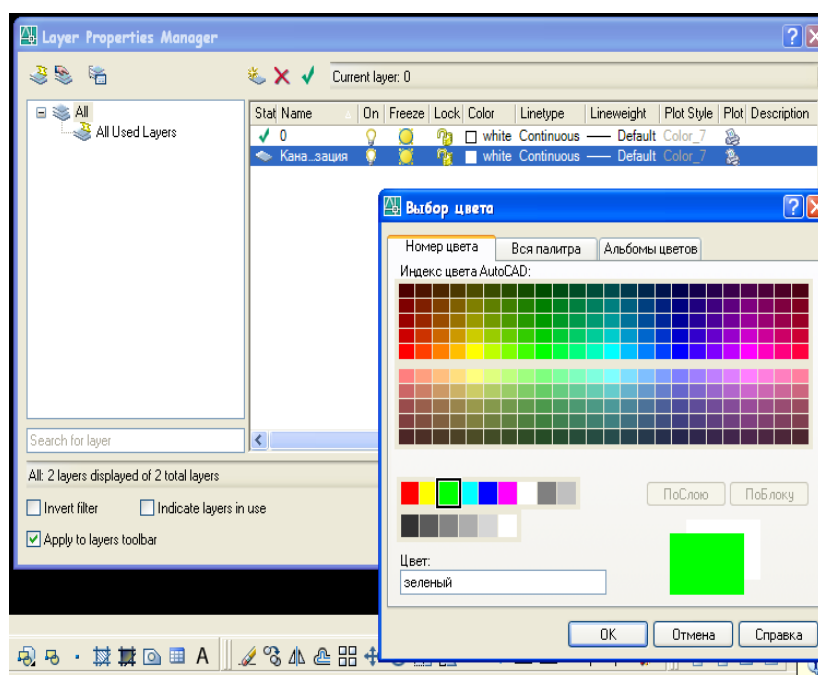 Layer Properties Manager
Current layer: 0
All
All Used Layers
Stat Name On Freeze Lock Color Linetype Lineweight Plot Style Plot Description
0 white Continuous Default Color_7
Кана...зация white Continuous Default Color_7
Search for layer
All: 2 layers displayed of 2 total layers
Invert filter Indicate layers in use
Apply to layers toolbar
Выбор цвета
Номер цвета Вся палитра Альбомы цветов
Индекс цвета AutoCAD:
ПоСлою ПоБлоку
Цвет:
зеленый
OK Отмена Справка
A